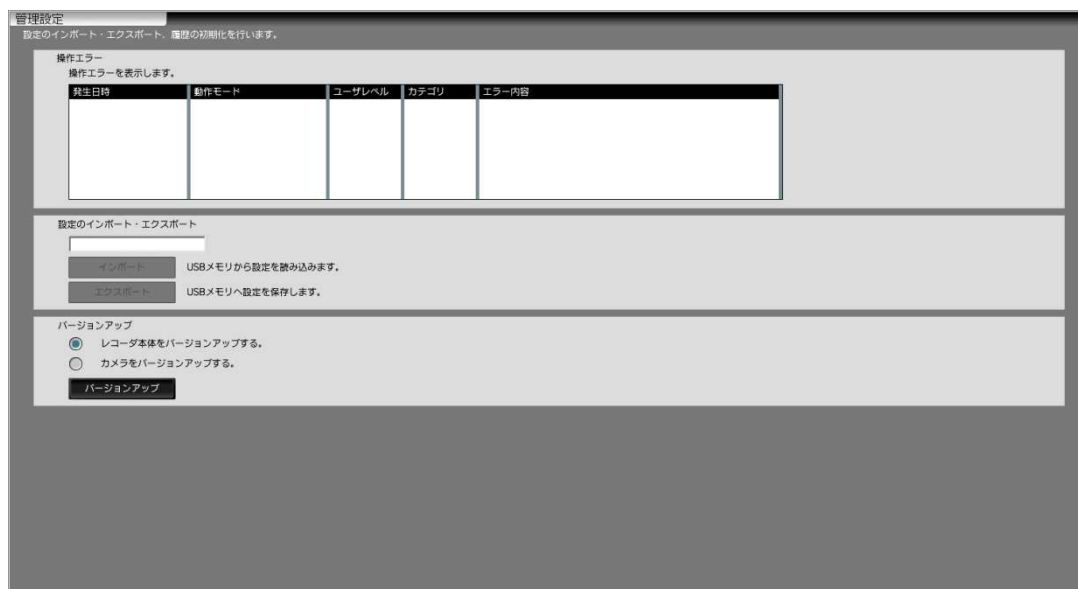 管理設定
設定のインポート・エクスポート、履歴の初期化を行います。
操作エラー
操作エラーを表示します。
発生日時 動作モード ユーザレベル カテゴリ エラー内容
設定のインポート・エクスポート
インポート USBメモリから設定を読み込みます。
エクスポート USBメモリへ設定を保存します。
バージョンアップ
レコーダ本体をバージョンアップする。
カメラをバージョンアップする。
バージョンアップ